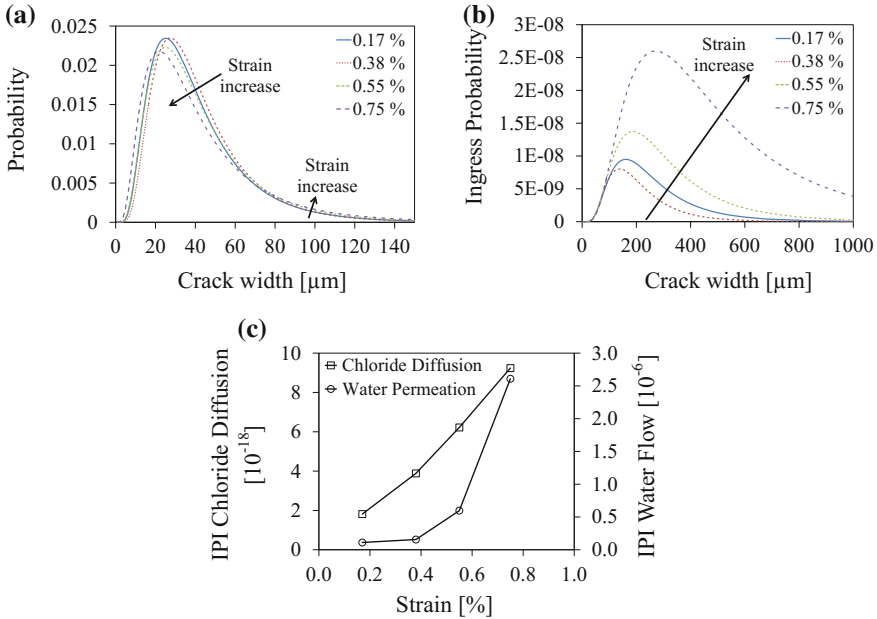 (a)
0.025
0.02
0.015
0.01
0.005
0
Probability
0.17 %
0.38 %
0.55 %
0.75 %
Strain
increase
Strain
increase
0 20 40 60 80 100 120 140
Crack width [µm]
(b)
3E-08
2.5E-08
2E-08
1.5E-08
1E-08
5E-09
0
Ingress Probability
Strain
increase
0.17 %
0.38 %
0.55 %
0.75 %
0 200 400 600 800 1000
Crack width [µm]
(c)
IPI Chloride Diffusion
[10-18]
10
8
6
4
2
0
Chloride Diffusion
Water Permeation
3.0
2.5
2.0
1.5
1.0
0.5
0.0
IPI Water Flow [10-6]
0.0 0.2 0.4 0.6 0.8 1.0
Strain [%]